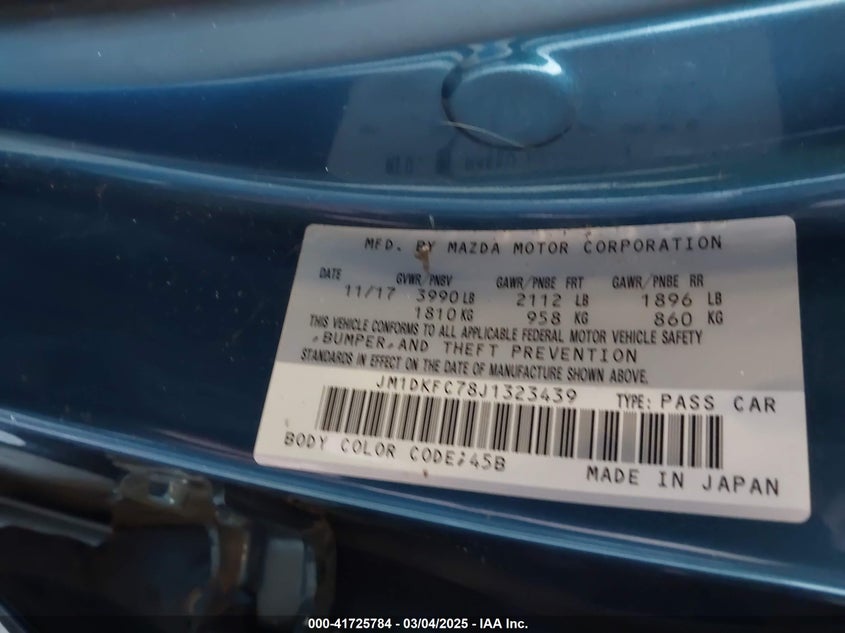 MFD. BY MAZDA MOTOR CORPORATION
DATE GVWR/PNBV GAWR/PNBE FRT GAWR/PNBE RR
11/17 3990 LB 2112 LB 1896 LB
1810 KG 958 KG 860 KG
THIS VEHICLE CONFORMS TO ALL APPLICABLE FEDERAL MOTOR VEHICLE SAFETY
, BUMPER, AND THEFT PREVENTION
STANDARDS IN EFFECT ON THE DATE OF MANUFACTURE SHOWN ABOVE.
JM1DKFC78J1323439 TYPE: PASS CAR
BODY COLOR CODE: 45B
MADE IN JAPAN
000-41725784 - 03/04/2025 - IAA Inc.